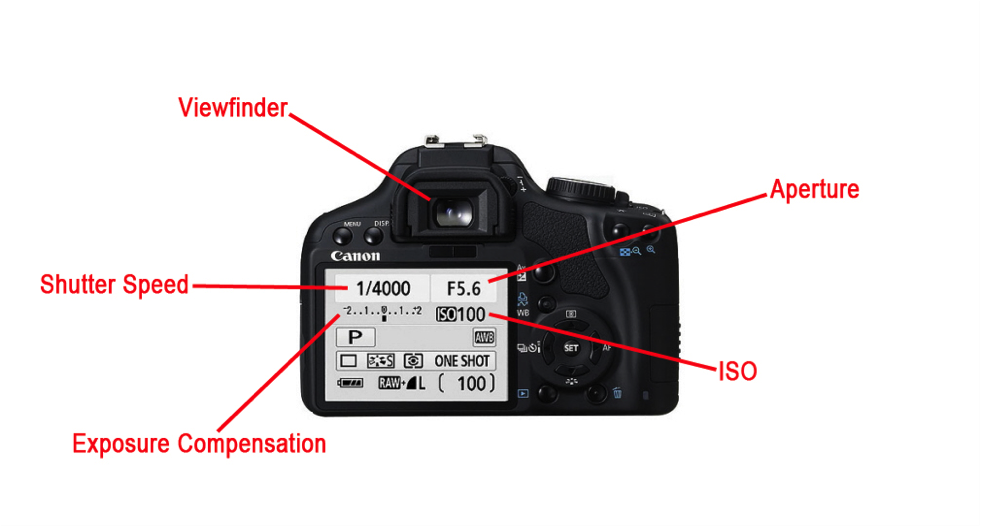 Viewfinder
Aperture
MENU DISP
Canon
Shutter Speed
1/4000 F5.6
Av
-2..1..0..1..:2 ISO100
WB
P AWB
SET AF
S ONE SHOT
ISO
RAW+ L ( 100 )
Exposure Compensation